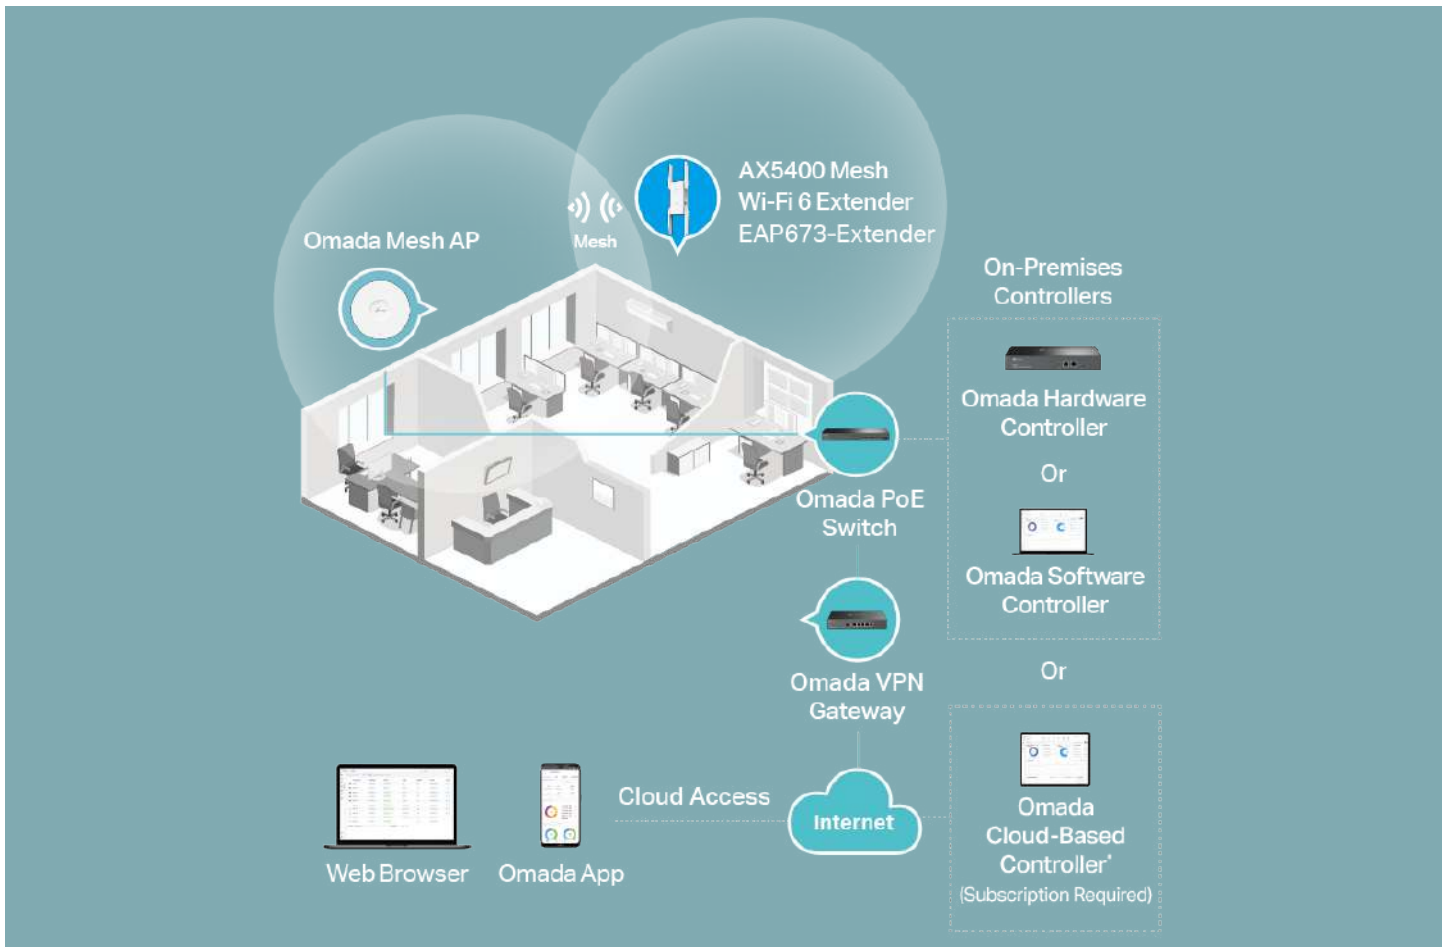 AX5400 Mesh
Wi-Fi 6 Extender
EAP673-Extender
Mesh
Omada Mesh AP
On-Premises
Controllers
Omada Hardware
Controller
Or
Omada Software
Controller
Omada PoE
Switch
Omada VPN
Gateway
Or
Cloud Access
Internet
Web Browser
Omada App
Omada
Cloud-Based
Controller*
(Subscription Required)